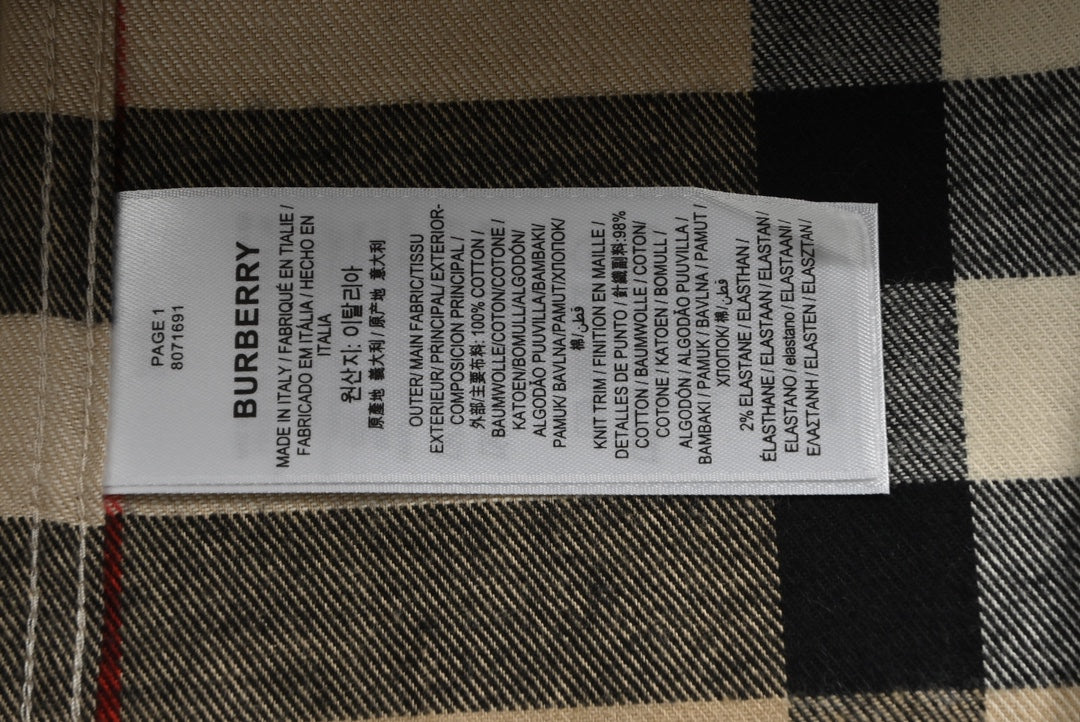 PAGE 1
8071691
BURBERRY
MADE IN ITALY / FABRIQUÉ EN TIALIE /
FABRICADO EM ITÁLIA / HECHO EN
ITALIA
원산지: 이탈리아
原產地 義大利 / 原产地 意大利
OUTER/ MAIN FABRIC/TISSU
EXTERIEUR/ PRINCIPAL/ EXTERIOR-
COMPOSICION PRINCIPAL /
外部/主要布料: 100% COTTON /
BAUMWOLLE/COTON/COTONE /
KATOEN/BOMULL/ALGODÓN/
ALGODÃO PUUVILLA/BAMBAKI/
PAMUK/ BAVLNA/PAMUT/ХЛОПОК/
棉/قطن
KNIT TRIM / FINITION EN MAILLE /
DETALLES DE PUNTO / 針織副料:98%
COTTON / BAUMWOLLE / COTON/
COTONE / KATOEN / BOMULL /
ALGODÓN / ALGODÃO PUUVILLA /
BAMBAKI / PAMUK / BAVLNA / PAMUT /
ХЛОПОК/ 棉/ قطن
2% ELASTANE / ELASTHAN /
ÉLASTHANE / ELASTAAN / ELASTAN/
ELASTANO / elastano / ELASTAANI/
ΕΛΑΣΤΑΝΗ / ELASTEN / ELASZTAN/